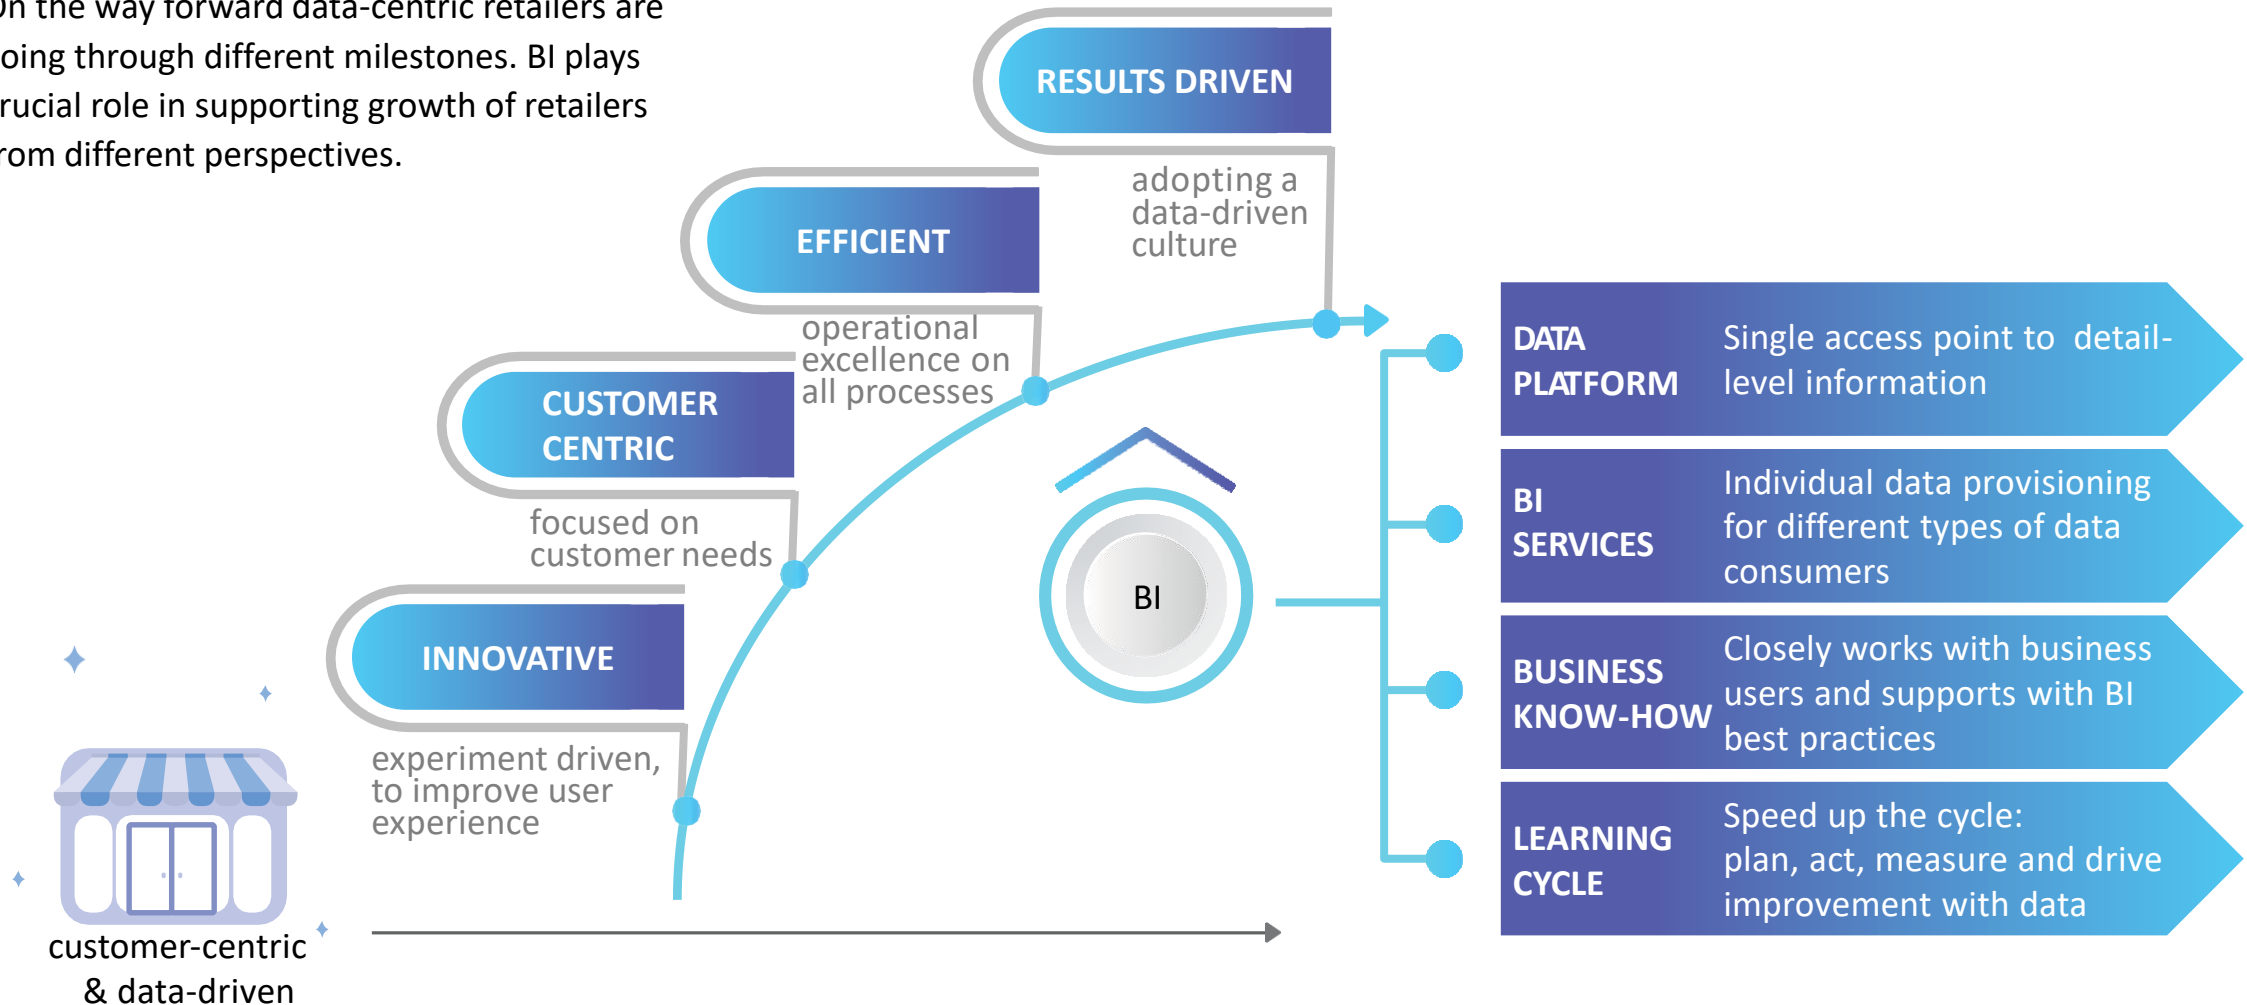 On the way forward data-centric retailers are
oing through different milestones. BI plays
rucial role in supporting growth of retailers
rom different perspectives.
RESULTS DRIVEN
adopting a
data-driven
culture
EFFICIENT
operational
excellence on
all processes
CUSTOMER
CENTRIC
focused on
customer needs
INNOVATIVE
experiment driven,
to improve user
experience
customer-centric
& data-driven
BI
DATA
PLATFORM
Single access point to detail-
level information
BI
SERVICES
Individual data provisioning
for different types of data
consumers
BUSINESS
KNOW-HOW
Closely works with business
users and supports with BI
best practices
LEARNING
CYCLE
Speed up the cycle:
plan, act, measure and drive
improvement with data